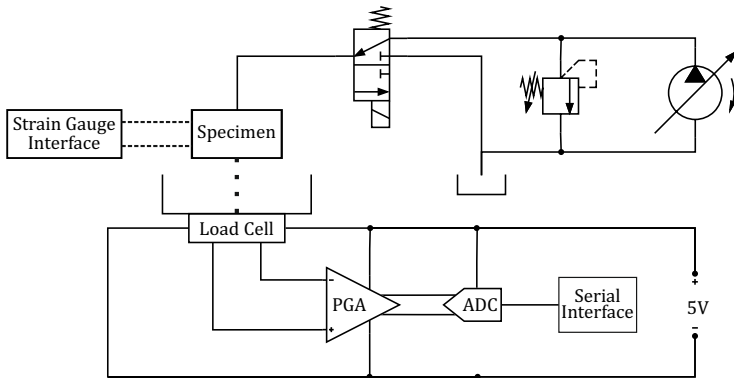 Strain Gauge
Interface
Specimen
Load Cell
−
+
PGA
ADC
Serial
Interface
+
5V
−